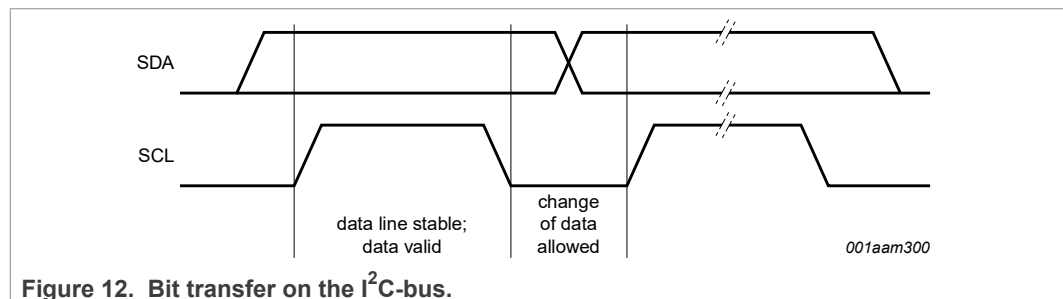 SDA
SCL
data line stable;
data valid
change
of data
allowed
001aam300
Figure 12. Bit transfer on the I²C-bus.